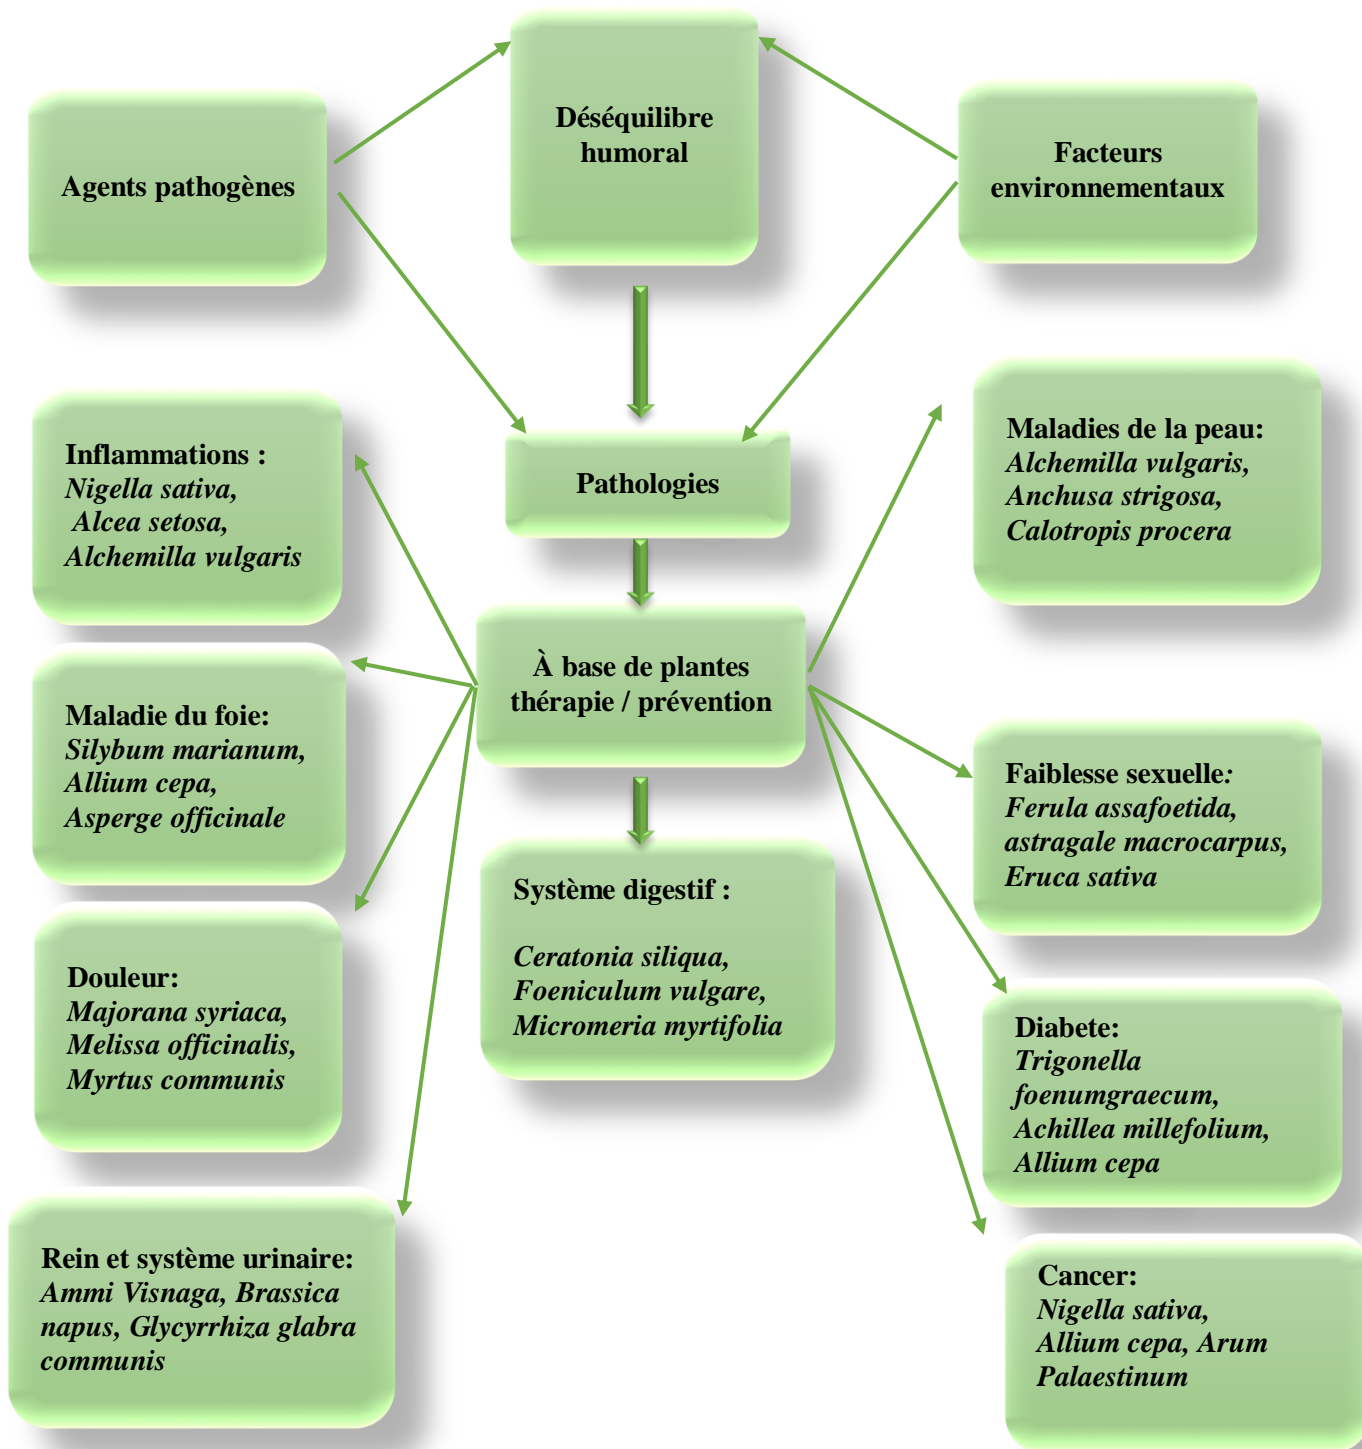 Déséquilibre
humoral
Agents pathogènes
Facteurs
environnementaux
Pathologies
Inflammations :
Nigella sativa,
Alcea setosa,
Alchemilla vulgaris
Maladies de la peau:
Alchemilla vulgaris,
Anchusa strigosa,
Calotropis procera
À base de plantes
thérapie / prévention
Maladie du foie:
Silybum marianum,
Allium cepa,
Asperge officinale
Faiblesse sexuelle:
Ferula assafoetida,
astragale macrocarpus,
Eruca sativa
Système digestif :
Ceratonia siliqua,
Foeniculum vulgare,
Micromeria myrtifolia
Douleur:
Majorana syriaca,
Melissa officinalis,
Myrtus communis
Diabete:
Trigonella
foenumgraecum,
Achillea millefolium,
Allium cepa
Rein et système urinaire:
Ammi Visnaga, Brassica
napus, Glycyrrhiza glabra
communis
Cancer:
Nigella sativa,
Allium cepa, Arum
Palaestinum